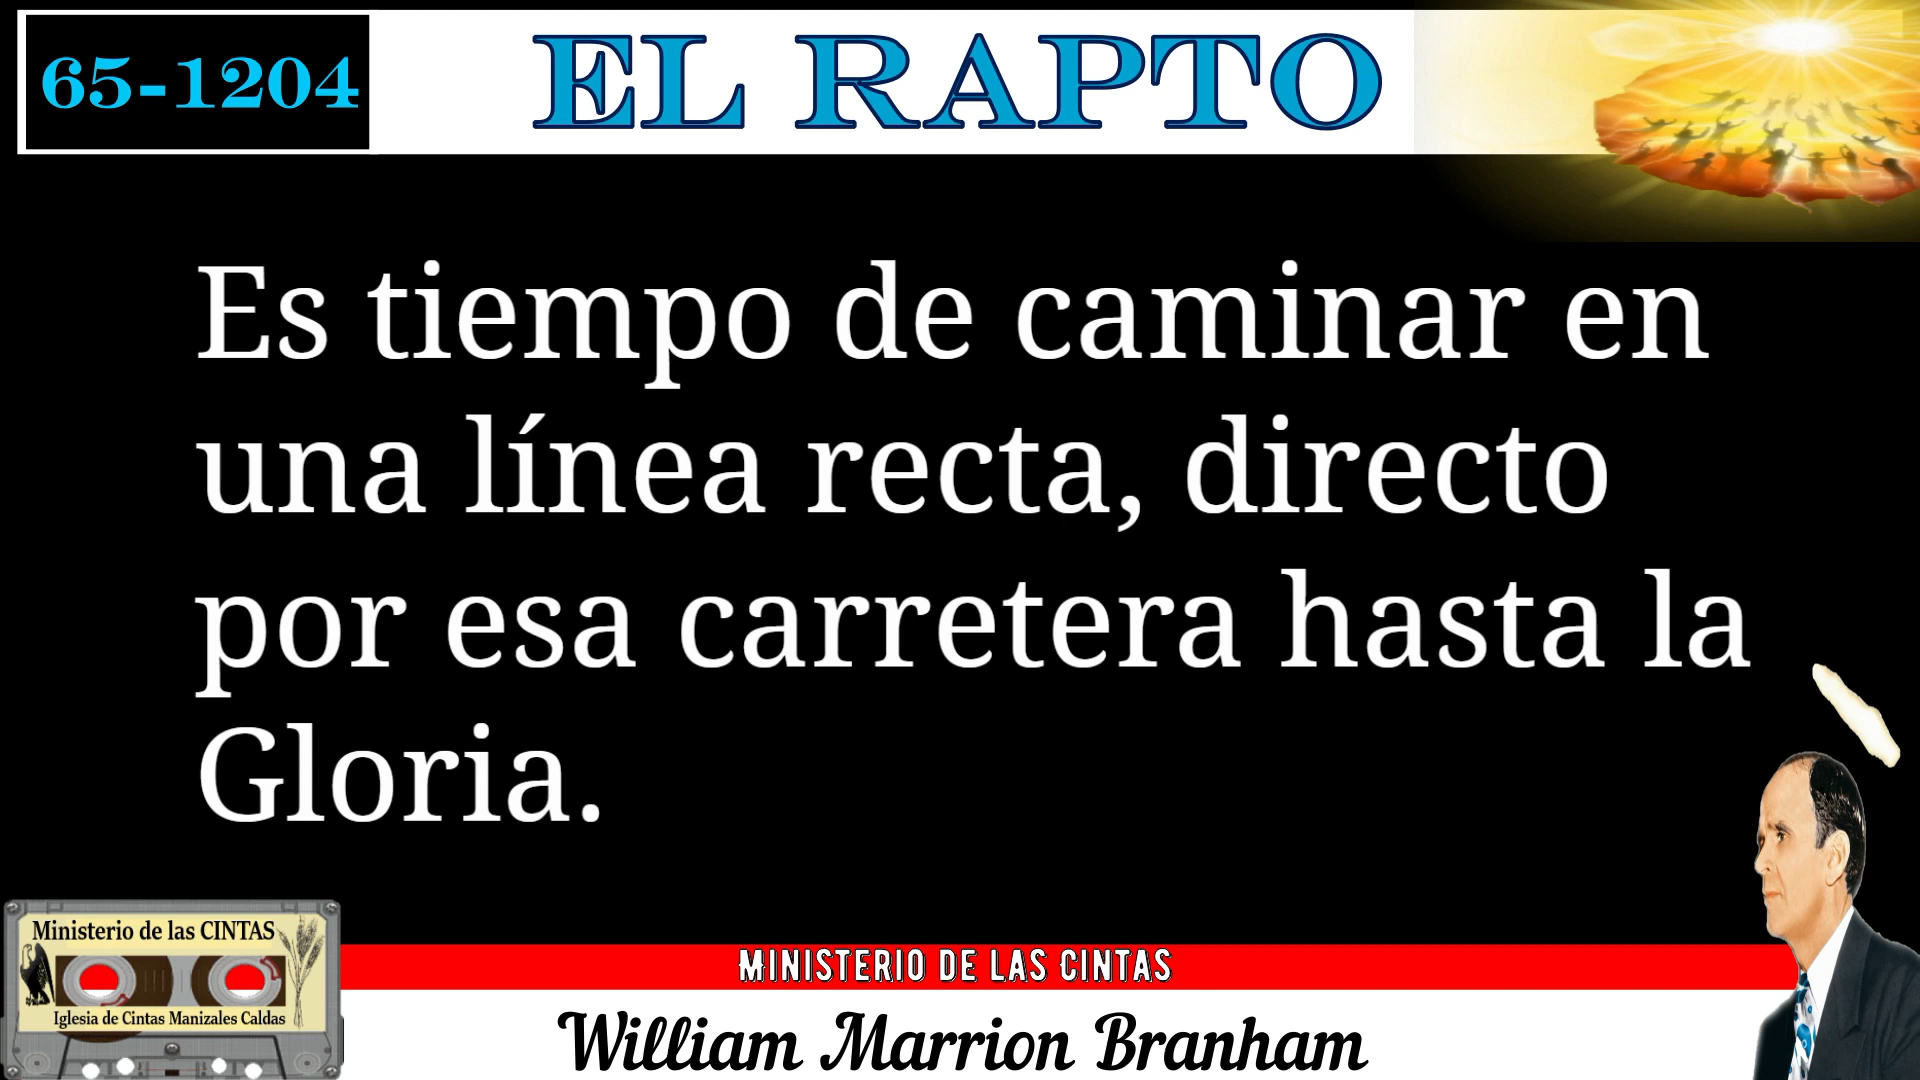 65-1204
EL RAPTO
Es tiempo de caminar en
una línea recta, directo
por esa carretera hasta la
Gloria.
Ministerio de las CINTAS
Iglesia de Cintas Manizales Caldas
MINISTERIO DE LAS CINTAS
William Marrion Branham